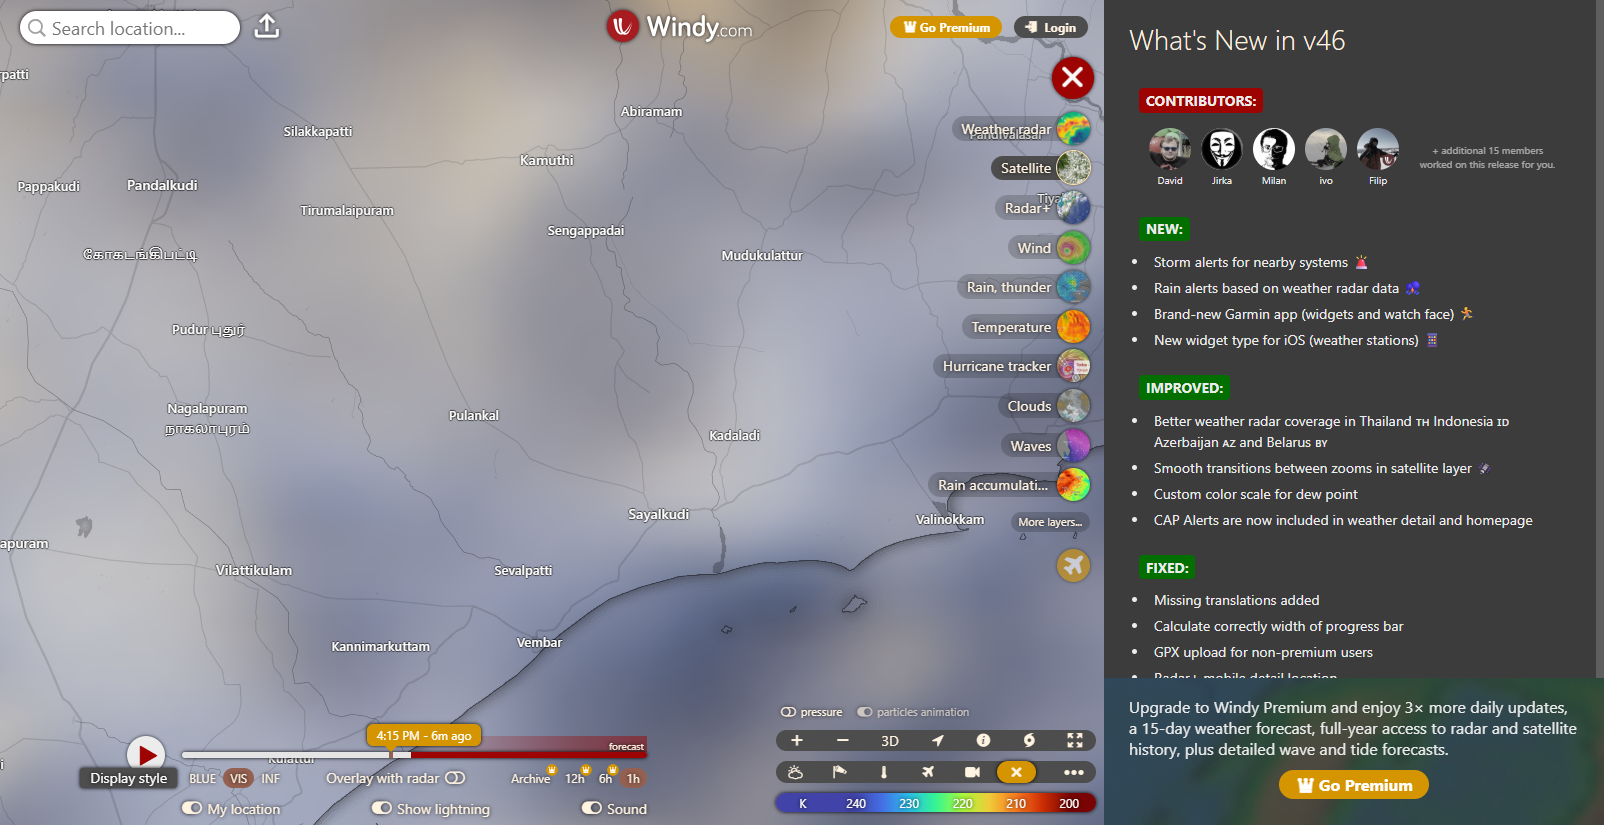 Search location...
Windy.com
Go Premium
Login
Weather radar
Satellite
Radar+
Wind
Rain, thunder
Temperature
Hurricane tracker
Clouds
Waves
Rain accumulati...
More layers...
Abiramam
Silakkapatti
Kamuthi
Pappakudi
Pandalkudi
Tirumalaipuram
Sengappadai
Mudukulattur
கோகடங்கிபட்டி
Pudur புதுர்
Nagalapuram
நாகலாபுரம்
Pulankal
Kadaladi
Sayalkudi
Valinokkam
apuram
Vilattikulam
Sevalpatti
Kannimarkuttam
Vembar
pressure
particles animation
4:15 PM - 6m ago
forecast
3D
Display style
BLUE VIS INF
Overlay with radar
Archive 12h 6h 1h
My location
Show lightning
Sound
K 240 230 220 210 200
What's New in v46
CONTRIBUTORS:
David Jirka Milan ivo Filip
+ additional 15 members
worked on this release for you.
NEW:
Storm alerts for nearby systems
Rain alerts based on weather radar data
Brand-new Garmin app (widgets and watch face)
New widget type for iOS (weather stations)
IMPROVED:
Better weather radar coverage in Thailand TH Indonesia ID
Azerbaijan AZ and Belarus BY
Smooth transitions between zooms in satellite layer
Custom color scale for dew point
CAP Alerts are now included in weather detail and homepage
FIXED:
Missing translations added
Calculate correctly width of progress bar
GPX upload for non-premium users
Radar+ mobile detail location
Upgrade to Windy Premium and enjoy 3× more daily updates,
a 15-day weather forecast, full-year access to radar and satellite
history, plus detailed wave and tide forecasts.
Go Premium